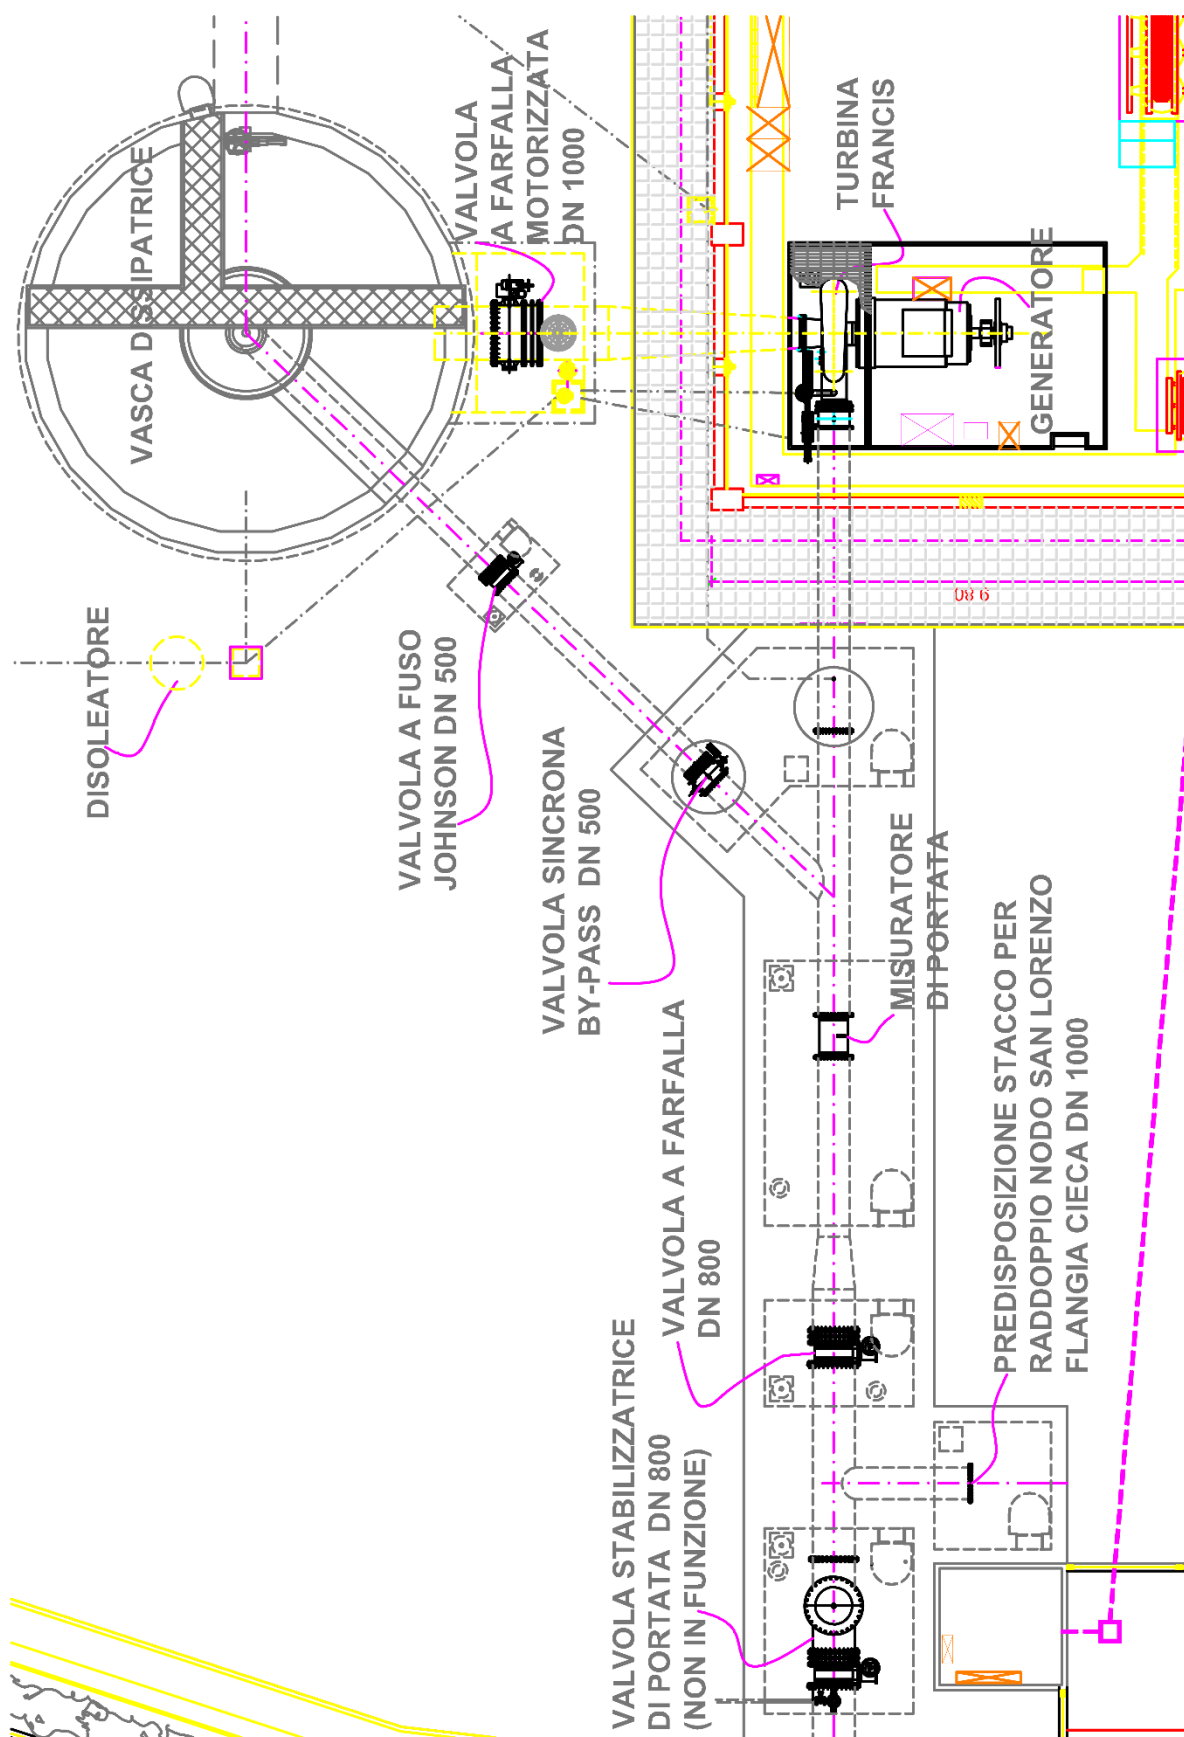 VASCA DISSIPATRICE
VALVOLA
A FARFALLA
MOTORIZZATA
DN 1000
TURBINA
FRANCIS
GENERATORE
DISOLEATORE
VALVOLA A FUSO
JOHNSON DN 500
VALVOLA SINCRONA
BY-PASS DN 500
MISURATORE
DI PORTATA
VALVOLA A FARFALLA
DN 800
PREDISPOSIZIONE STACCO PER
RADDOPPIO NODO SAN LORENZO
FLANGIA CIECA DN 1000
VALVOLA STABILIZZATRICE
DI PORTATA DN 800
(NON IN FUNZIONE)